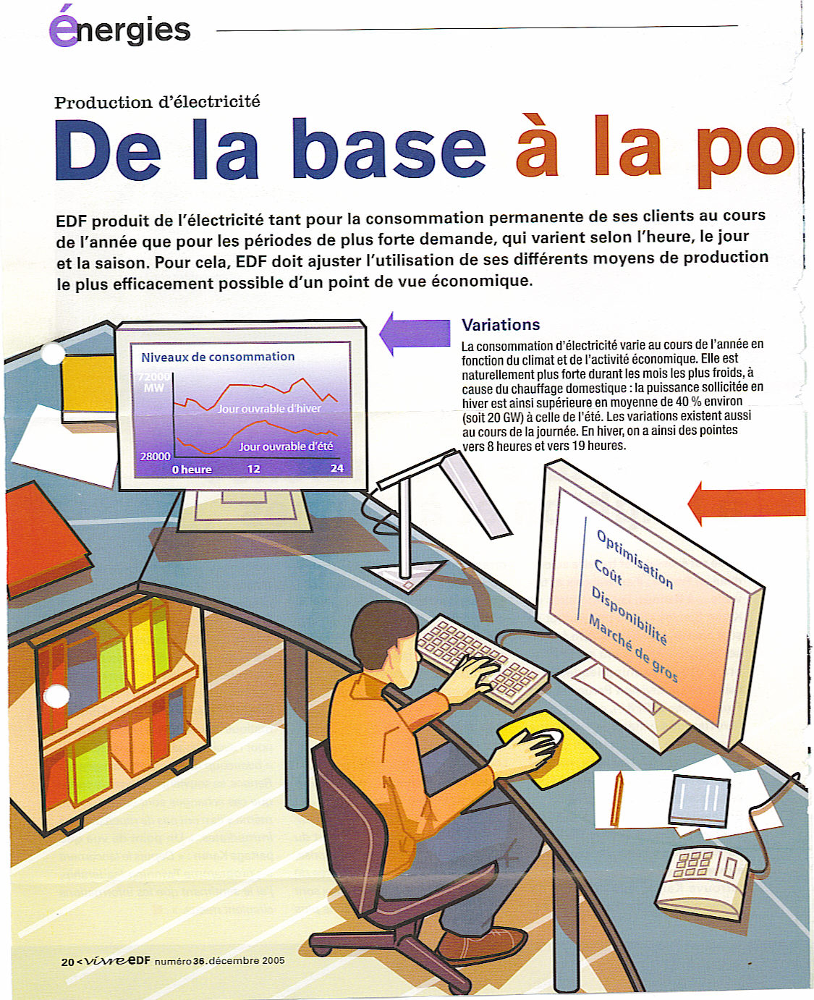 énergies
Production d'électricité
De la base à la po
EDF produit de l'électricité tant pour la consommation permanente de ses clients au cours
de l'année que pour les périodes de plus forte demande, qui varient selon l'heure, le jour
et la saison. Pour cela, EDF doit ajuster l'utilisation de ses différents moyens de production
le plus efficacement possible d'un point de vue économique.
Variations
La consommation d'électricité varie au cours de l'année en
fonction du climat et de l'activité économique. Elle est
naturellement plus forte durant les mois les plus froids, à
cause du chauffage domestique : la puissance sollicitée en
hiver est ainsi supérieure en moyenne de 40 % environ
(soit 20 GW) à celle de l'été. Les variations existent aussi
au cours de la journée. En hiver, on a ainsi des pointes
vers 8 heures et vers 19 heures.
Niveaux de consommation
72000
MW
Jour ouvrable d'hiver
Jour ouvrable d'été
28000
0 heure 12 24
Optimisation
Coût
Disponibilité
Marché de gros
20 < vivre EDF numéro 36. décembre 2005